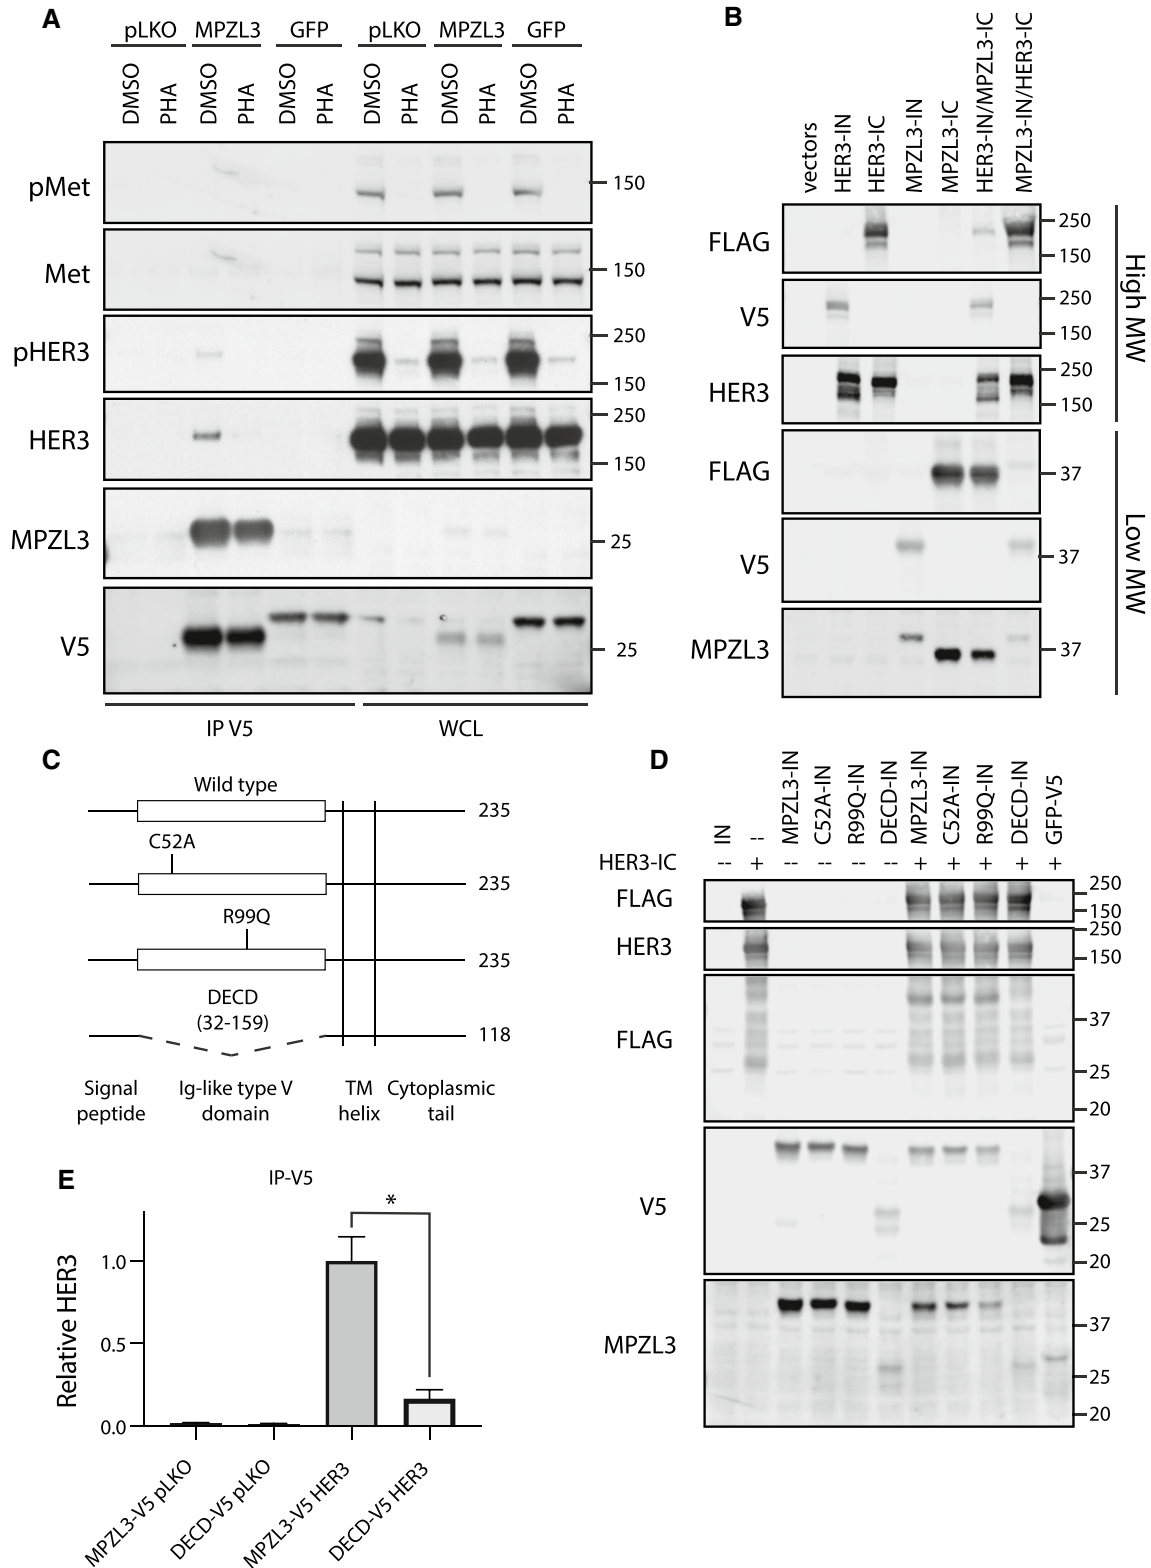 A
pLKO MPZL3 GFP pLKO MPZL3 GFP
DMSO PHA DMSO PHA DMSO PHA DMSO PHA DMSO PHA DMSO PHA
pMet 150
Met 150
pHER3 250
150
HER3 250
150
MPZL3 25
V5 25
IP V5 WCL
B
vectors HER3-IN HER3-IC MPZL3-IN MPZL3-IC HER3-IN/MPZL3-IC MPZL3-IN/HER3-IC
FLAG 250
150
V5 250
150
HER3 250
150
High MW
FLAG 37
V5 37
MPZL3 37
Low MW
C
Wild type
235
C52A
235
R99Q
235
DECD
(32-159)
118
Signal peptide
Ig-like type V domain
TM helix
Cytoplasmic tail
D
IN -- MPZL3-IN C52A-IN R99Q-IN DECD-IN MPZL3-IN C52A-IN R99Q-IN DECD-IN GFP-V5
HER3-IC -- + -- -- -- -- + + + + +
FLAG 250
150
HER3 250
150
FLAG 37
25
20
V5 37
25
20
MPZL3 37
25
20
E
IP-V5
*
Relative HER3
1.0
0.5
0.0
MPZL3-V5 pLKO
DECD-V5 pLKO
MPZL3-V5 HER3
DECD-V5 HER3